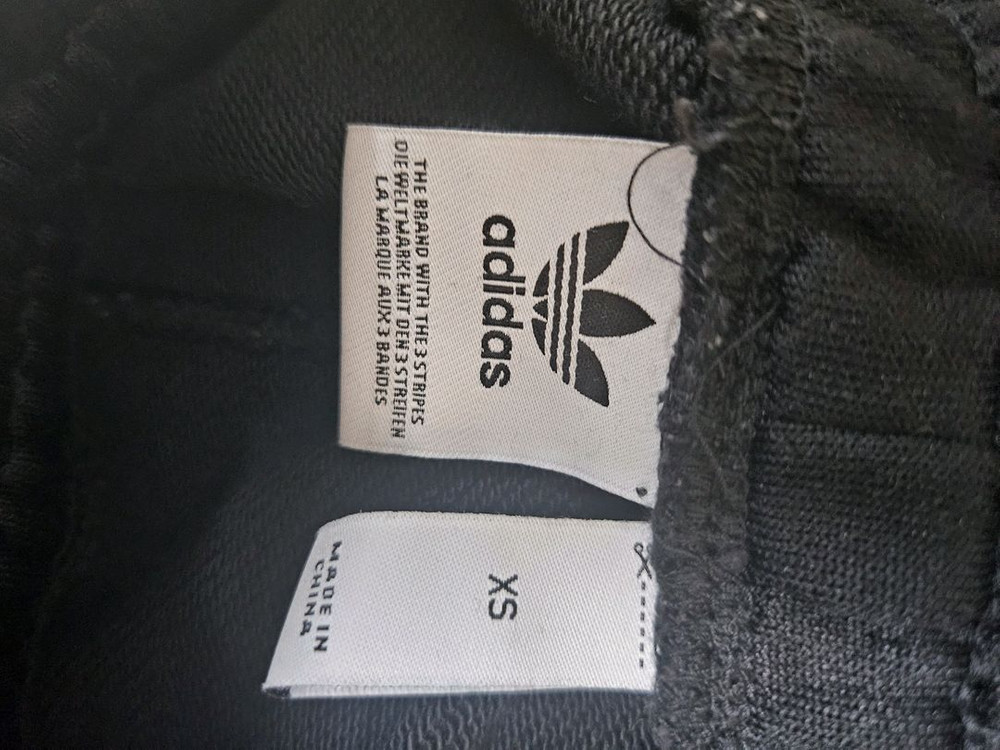 adidas
THE BRAND WITH THE 3 STRIPES
DIE WELTMARKE MIT DEN 3 STREIFEN
LA MARQUE AUX 3 BANDES
XS
MADE IN
CHINA